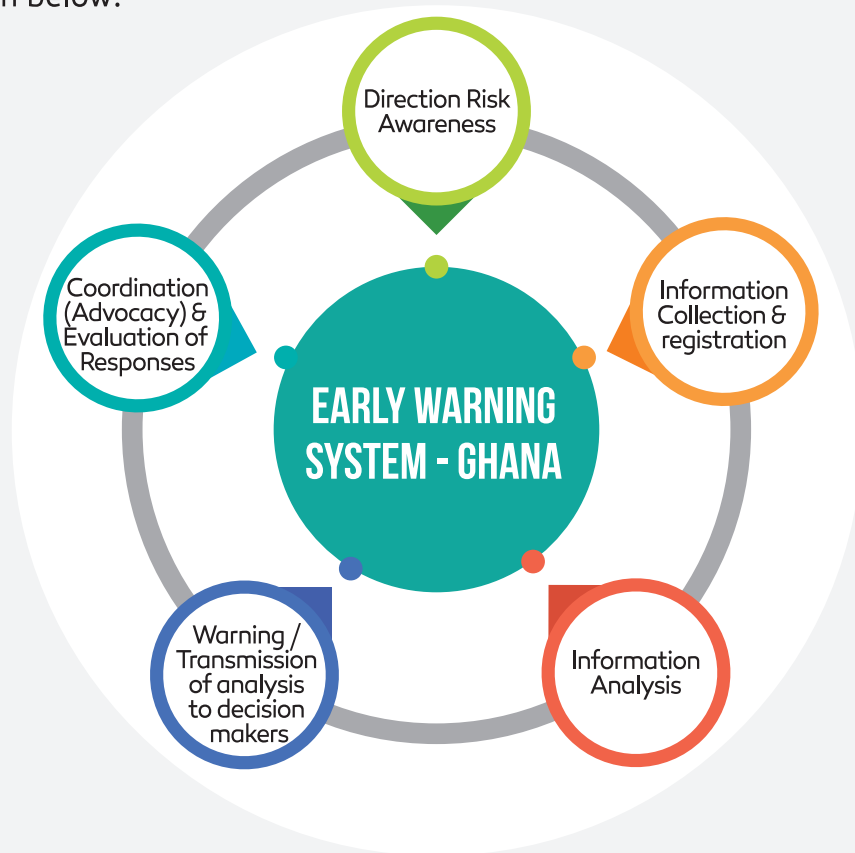 n below:
Direction Risk
Awareness
Information
Collection &
registration
Information
Analysis
Warning /
Transmission
of analysis
to decision
makers
Coordination
(Advocacy) &
Evaluation of
Responses
EARLY WARNING
SYSTEM - GHANA